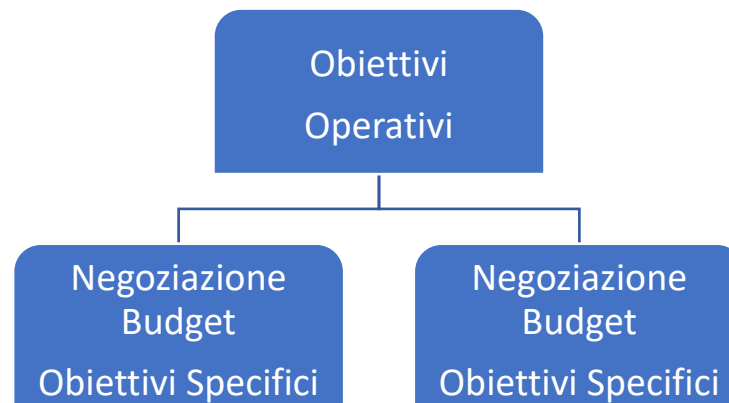 Obiettivi
Operativi
Negoziazione
Budget
Obiettivi Specifici
Negoziazione
Budget
Obiettivi Specifici